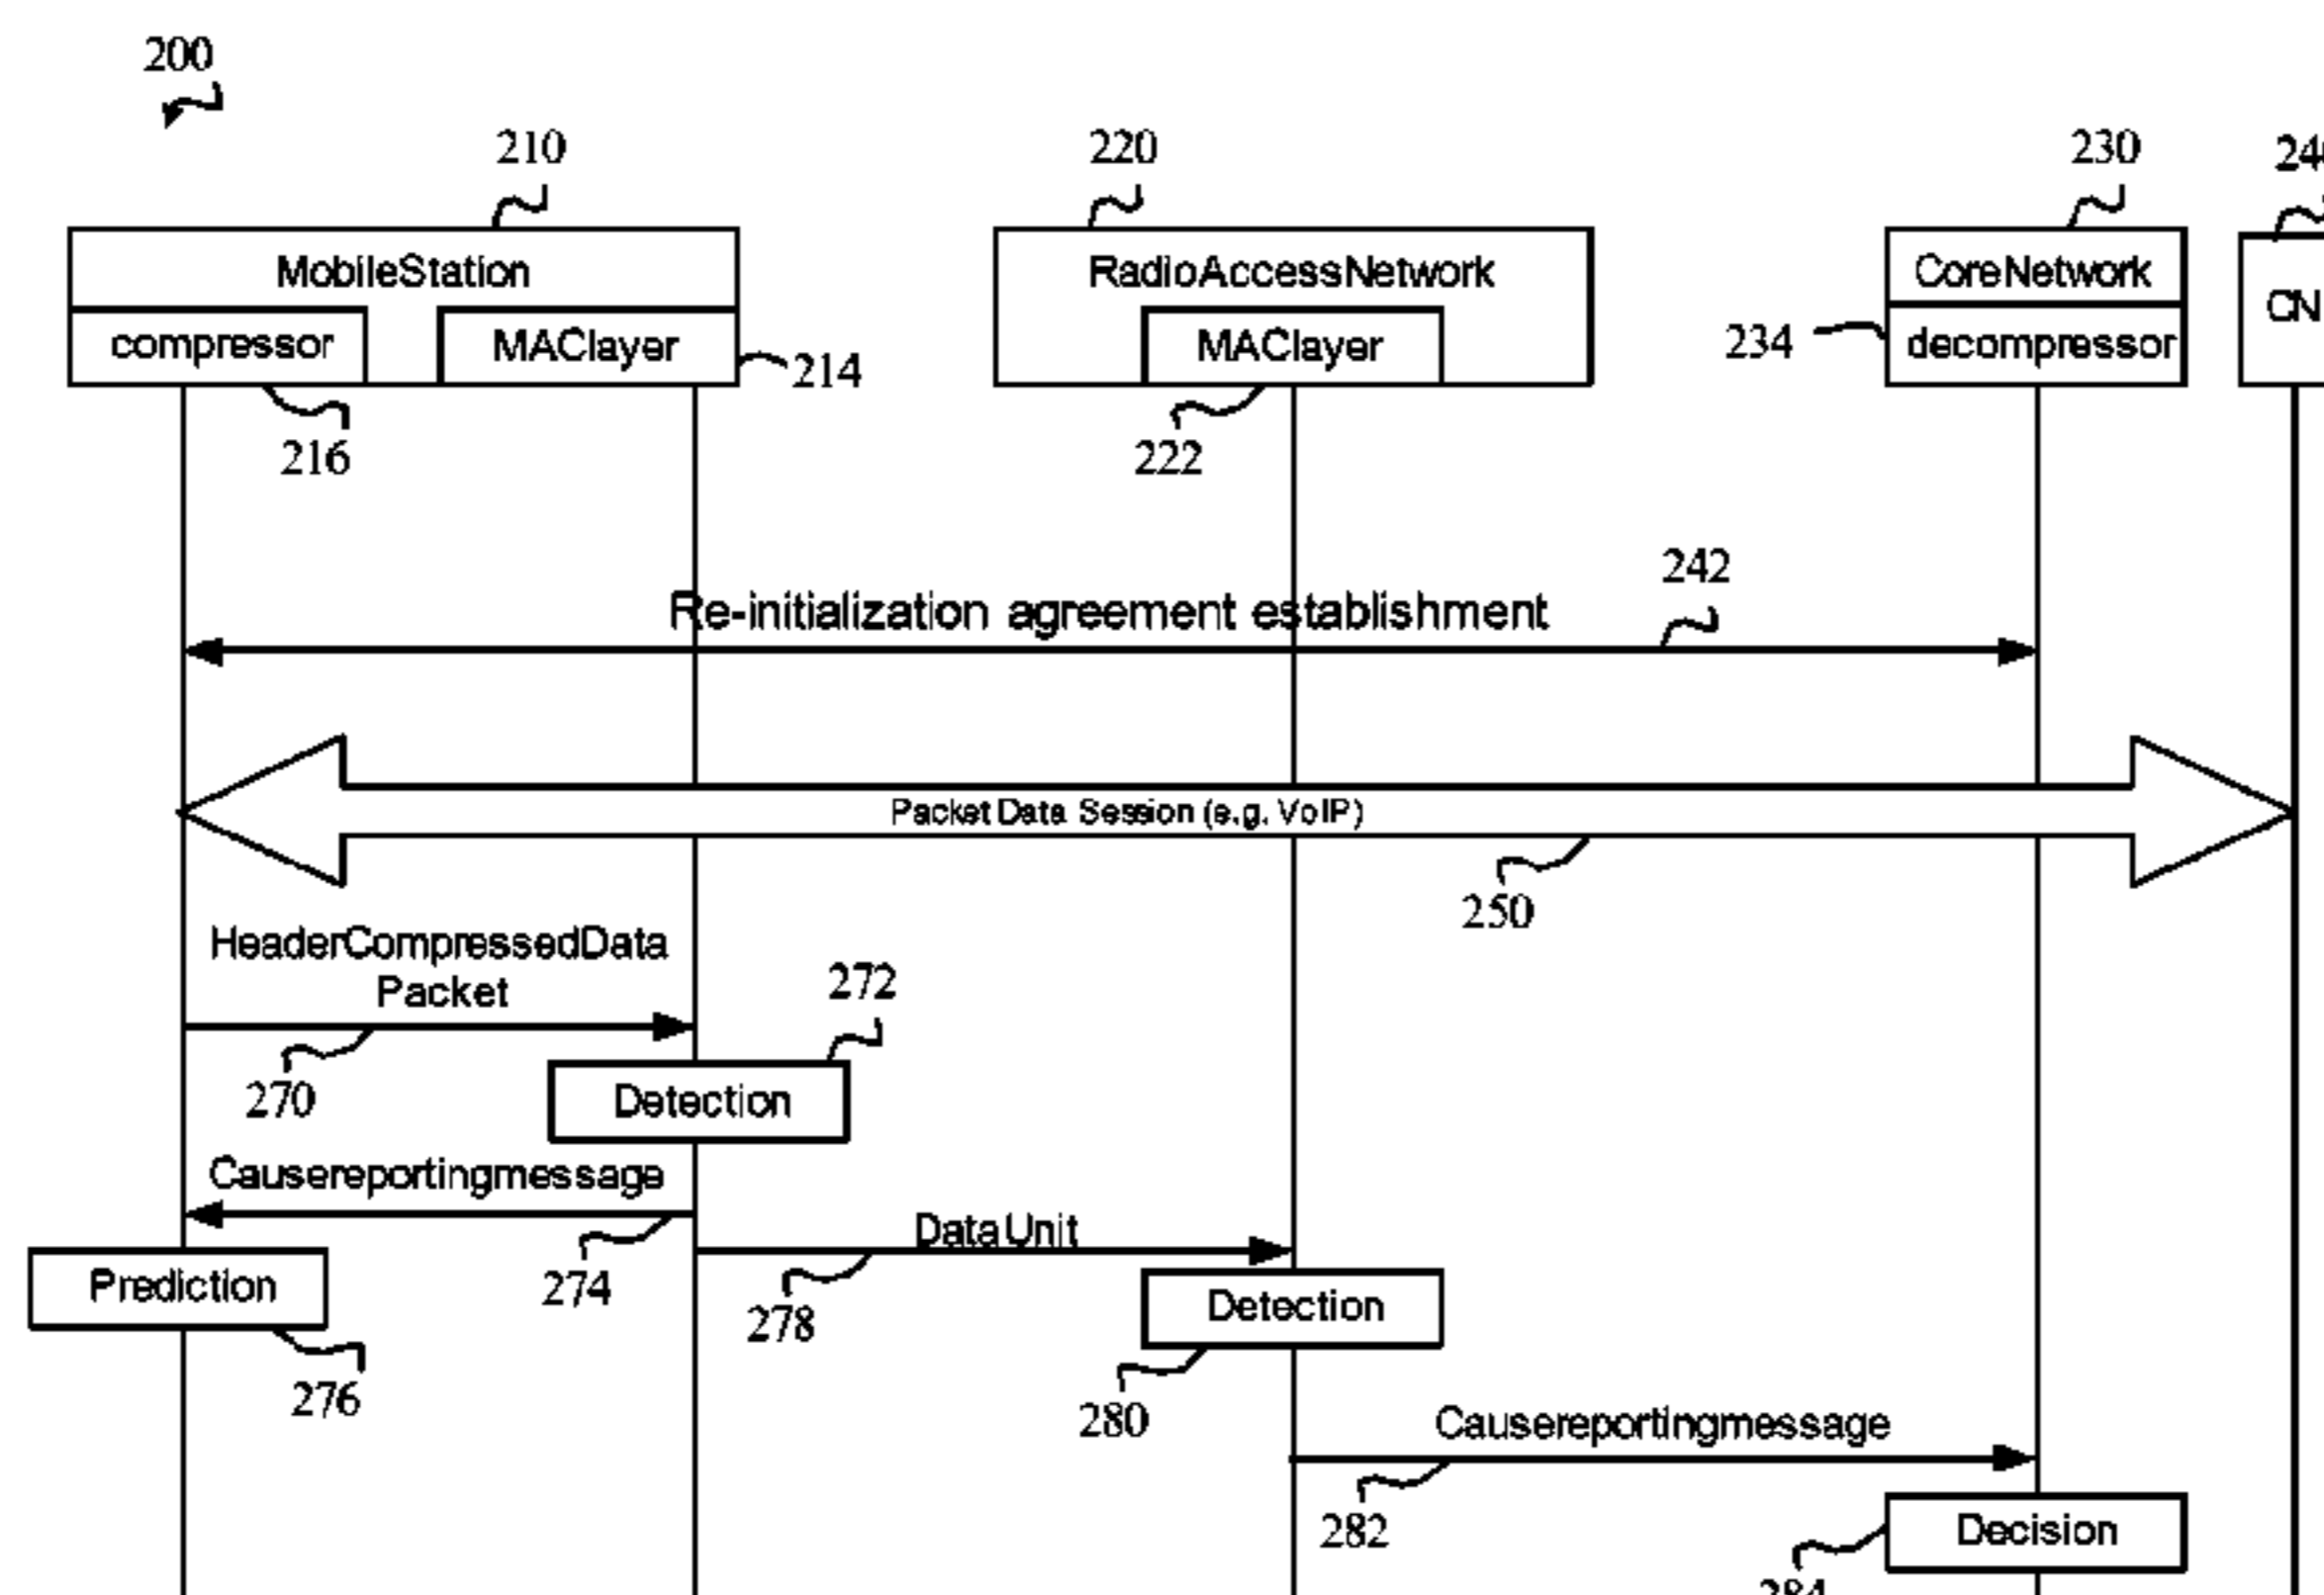 200
210
220
230
MobileStation
RadioAccessNetwork
CoreNetwork
CN
compressor
MAClayer
MAClayer
decompressor
214
234
216
222
242
Re-initialization agreement establishment
Packet Data Session (e.g. VoIP)
250
HeaderCompressedData
Packet
272
270
Detection
Causereportingmessage
DataUnit
274
278
Prediction
Detection
276
280
Causereportingmessage
282
Decision
284